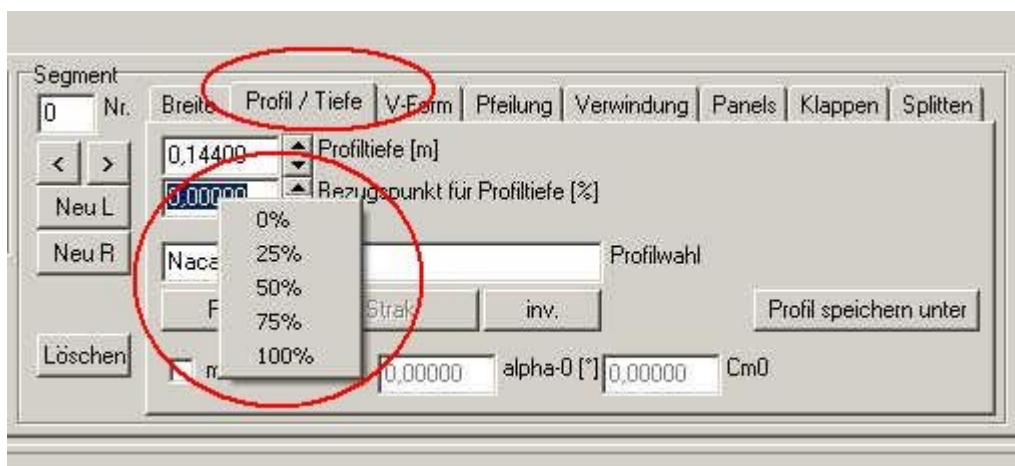 Segment
0 Nr.
Breite Profil / Tiefe V-Form Pfeilung Verwindung Panels Klappen Splitten
0,14400 Profiltiefe [m]
< >
0,00000 Bezugspunkt für Profiltiefe [%]
Neu L
0%
Neu R
Naca
25%
Profilwahl
50%
Strak inv. Profil speichern unter
75%
Löschen
100%
0,00000 alpha-0 [°] 0,00000 Cm0